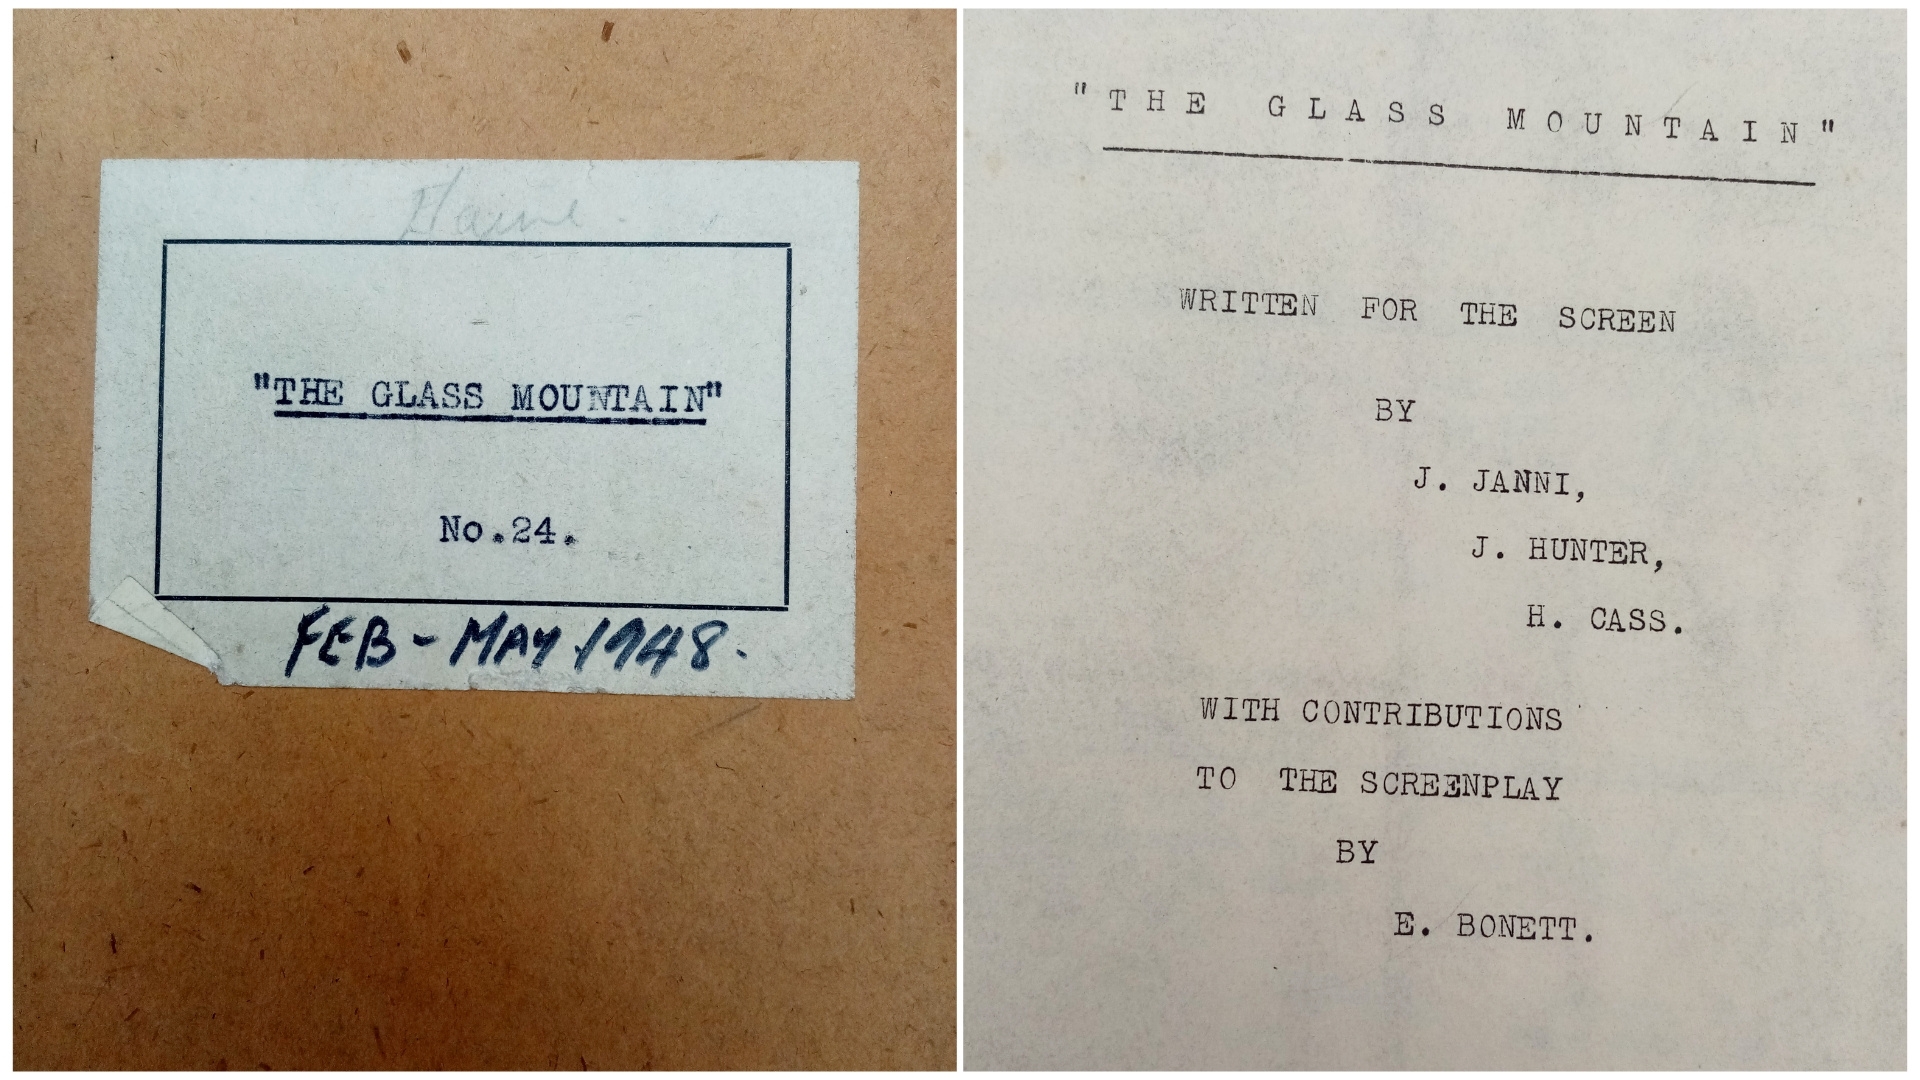 "THE GLASS MOUNTAIN"
No.24.
FEB - MAY 1948.
"THE GLASS MOUNTAIN"
WRITTEN FOR THE SCREEN
BY
J. JANNI,
J. HUNTER,
H. CASS.
WITH CONTRIBUTIONS
TO THE SCREENPLAY
BY
E. BONETT.